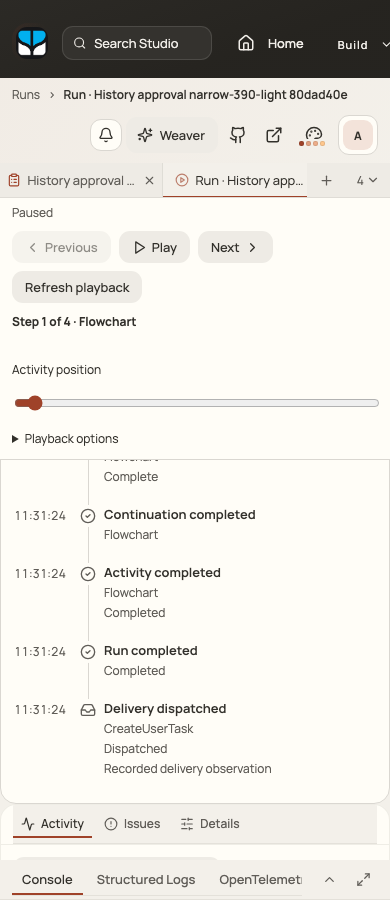 Search Studio
Home
Build
Runs > Run · History approval narrow-390-light 80dad40e
Weaver
A
History approval ...
Run · History app...
4
Paused
Previous
Play
Next
Refresh playback
Step 1 of 4 · Flowchart
Activity position
Playback options
Complete
11:31:24 Continuation completed
Flowchart
11:31:24 Activity completed
Flowchart
Completed
11:31:24 Run completed
Completed
11:31:24 Delivery dispatched
CreateUserTask
Dispatched
Recorded delivery observation
Activity
Issues
Details
Console
Structured Logs
OpenTelemet